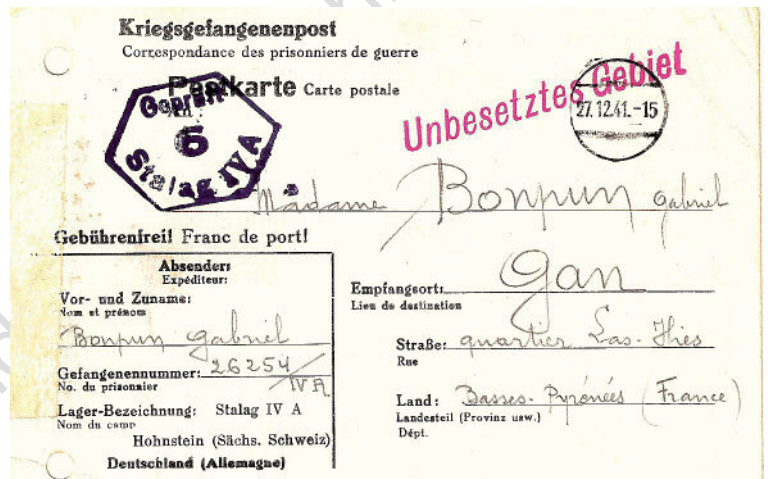 Kriegsgefangenenpost
Correspondance des prisonniers de guerre
Postkarte Carte postale
Unbesetztes Gebiet
27.12.41.-15
Geprüft
6
Stalag IVA
Madame Bonpun Gabriel
Gebührenfrei! Franc de port!
Absender:
Expéditeur:
Vor- und Zuname:
Nom et prénom
Bonpun Gabriel
Gefangenennummer: 26254/IVA
No. du prisonnier
Lager-Bezeichnung: Stalag IV A
Nom du camp
Hohnstein (Sächs. Schweiz)
Deutschland (Allemagne)
Empfangsort: Gan
Lieu de destination
Straße: quartier Las-Hies
Rue
Land: Basses-Pyrénées (France)
Landesteil (Provinz usw.)
Dépt.